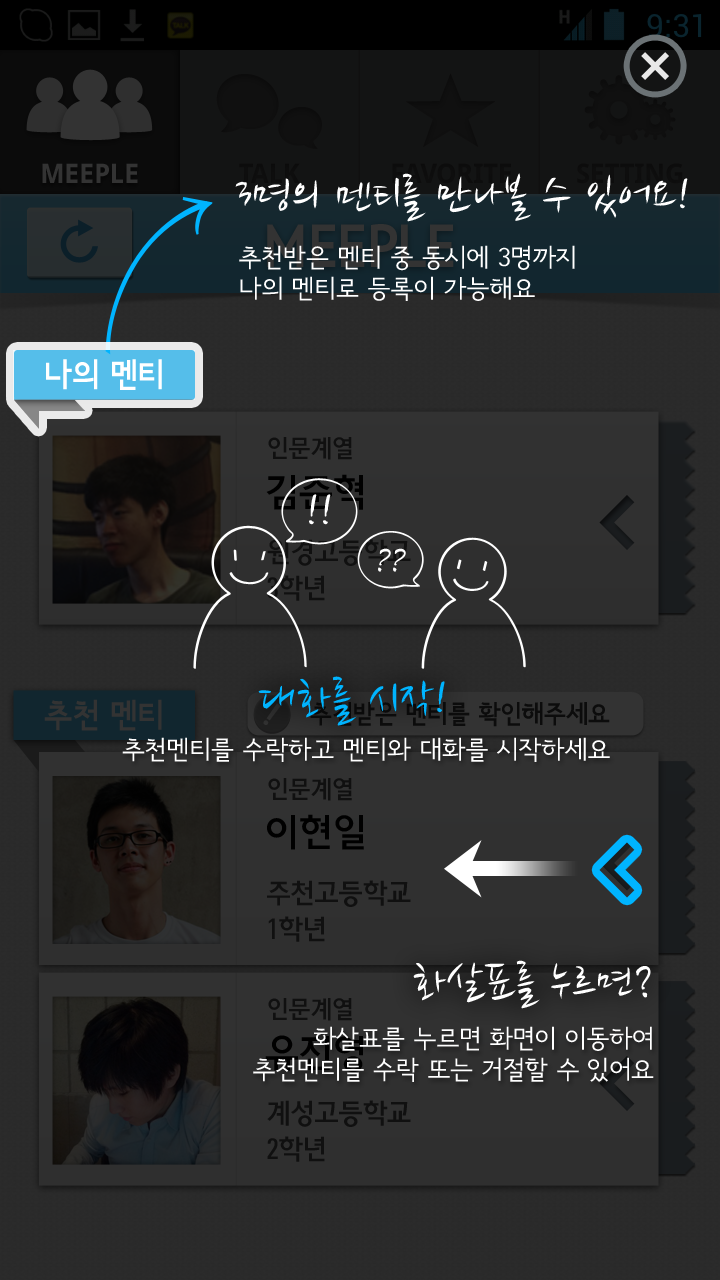 9:31
H
MEEPLE
TALK
FAVORITE
SETTING
MEEPLE
3명의 멘티를 만나볼 수 있어요!
추천받은 멘티 중 동시에 3명까지
나의 멘티로 등록이 가능해요
나의 멘티
인문계열
김준혁
원경고등학교
2학년
!!
??
대화를 시작!
추천 멘티
추천받은 멘티를 확인해주세요
추천멘티를 수락하고 멘티와 대화를 시작하세요
인문계열
이현일
주천고등학교
1학년
화살표를 누르면?
화살표를 누르면 화면이 이동하여
추천멘티를 수락 또는 거절할 수 있어요
인문계열
계성고등학교
2학년